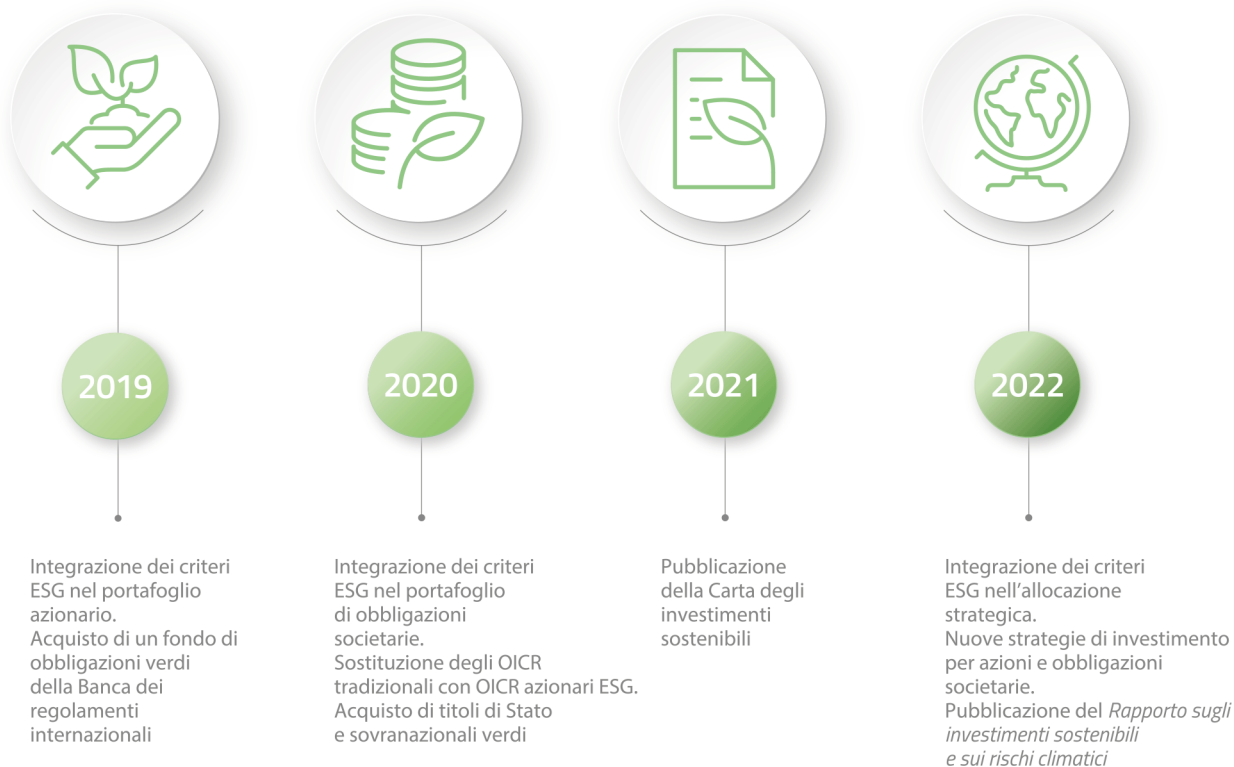 2019
Integrazione dei criteri
ESG nel portafoglio
azionario.
Acquisto di un fondo di
obbligazioni verdi
della Banca dei
regolamenti
internazionali
2020
Integrazione dei criteri
ESG nel portafoglio
di obbligazioni
societarie.
Sostituzione degli OICR
tradizionali con OICR azionari ESG.
Acquisto di titoli di Stato
e sovranazionali verdi
2021
Pubblicazione
della Carta degli
investimenti
sostenibili
2022
Integrazione dei criteri
ESG nell’allocazione
strategica.
Nuove strategie di investimento
per azioni e obbligazioni
societarie.
Pubblicazione del Rapporto sugli
investimenti sostenibili
e sui rischi climatici